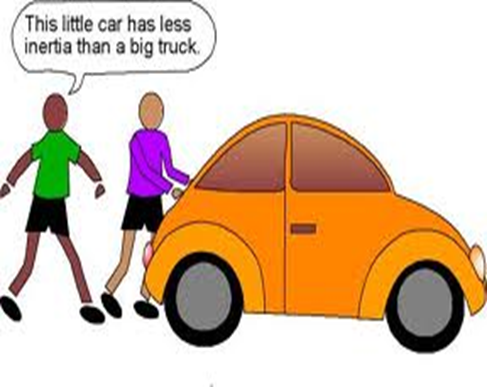 This little car has less
inertia than a big truck.